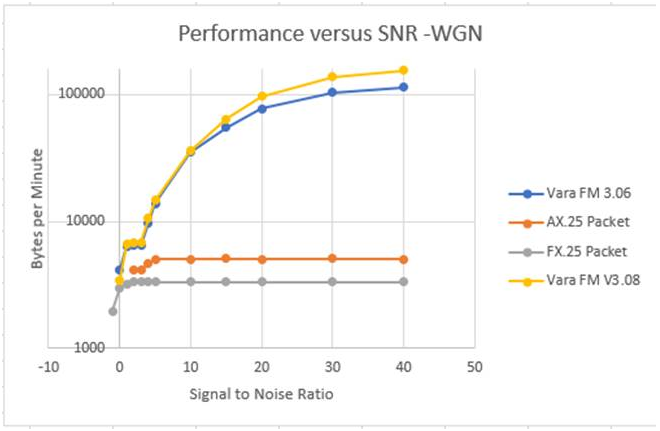 Performance versus SNR -WGN
100000
10000
1000
Bytes per Minute
-10 0 10 20 30 40 50
Signal to Noise Ratio
Vara FM 3.06
AX.25 Packet
FX.25 Packet
Vara FM V3.08